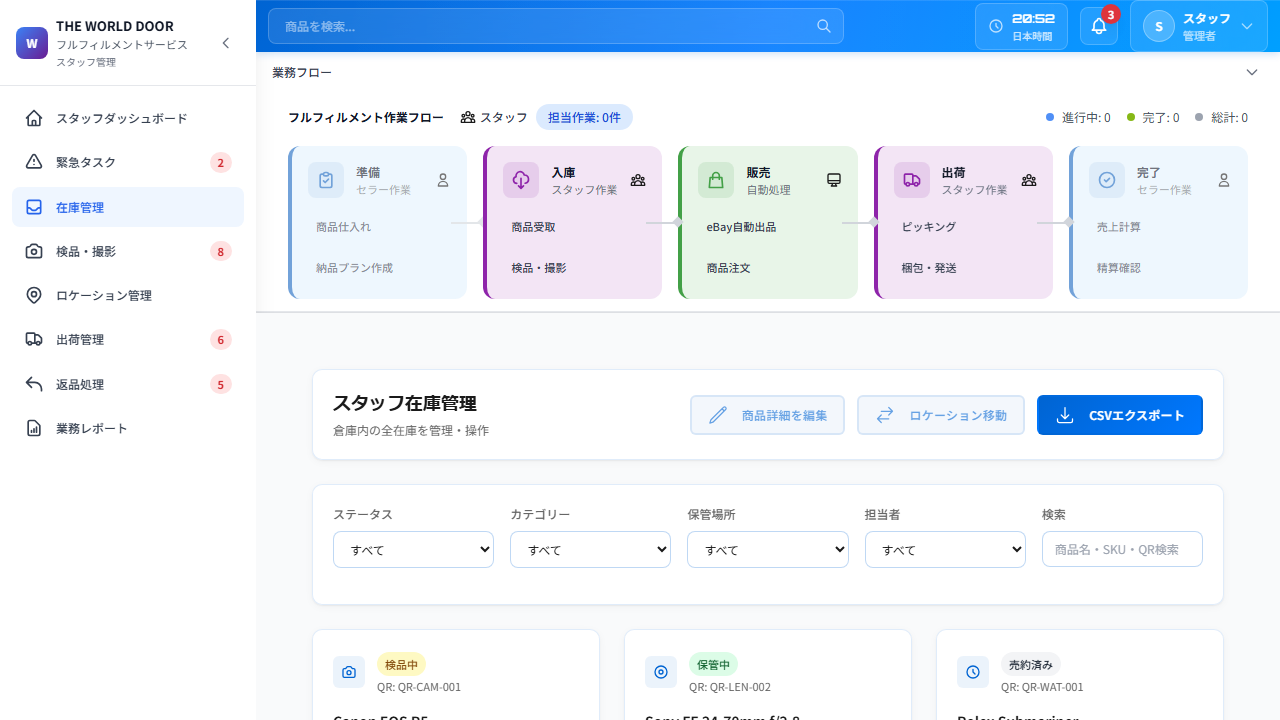 W
THE WORLD DOOR
フルフィルメントサービス
スタッフ管理
スタッフダッシュボード
緊急タスク
2
在庫管理
検品・撮影
8
ロケーション管理
出荷管理
6
返品処理
5
業務レポート
商品を検索...
20:52
日本時間
3
S
スタッフ
管理者
業務フロー
フルフィルメント作業フロー
スタッフ
担当作業: 0件
進行中: 0
完了: 0
総計: 0
準備
セラー作業
商品仕入れ
納品プラン作成
入庫
スタッフ作業
商品受取
検品・撮影
販売
自動処理
eBay自動出品
商品注文
出荷
スタッフ作業
ピッキング
梱包・発送
完了
セラー作業
売上計算
精算確認
スタッフ在庫管理
倉庫内の全在庫を管理・操作
商品詳細を編集
ロケーション移動
CSVエクスポート
ステータス
すべて
カテゴリー
すべて
保管場所
すべて
担当者
すべて
検索
商品名・SKU・QR検索
検品中
QR: QR-CAM-001
Canon EOS R5
保管中
QR: QR-LEN-002
Sony FE 24-70mm f/2.8
売約済み
QR: QR-WAT-001
Rolex Submariner